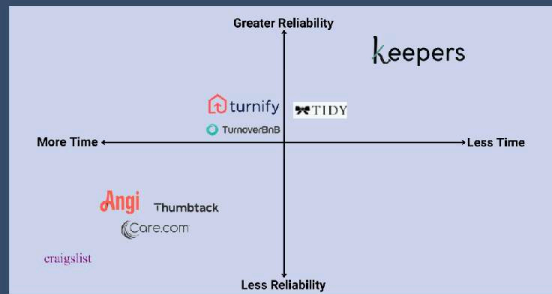 Greater Reliability
keepers
turnify
TIDY
TurnoverBnB
More Time
Less Time
Angi
Thumbtack
Care.com
craigslist
Less Reliability